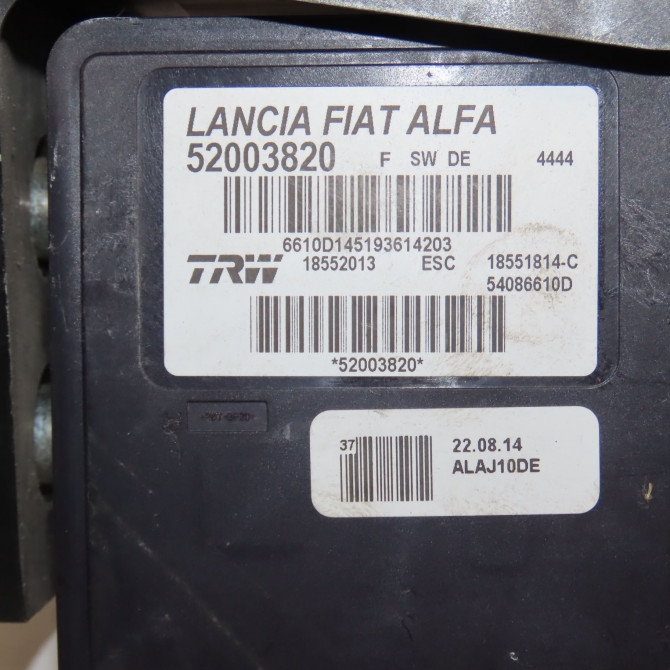 LANCIA FIAT ALFA
52003820 F SW DE 4444
6610D145193614203
TRW 18552013 ESC 18551814-C
54086610D
*52003820*
37 22.08.14
ALAJ10DE